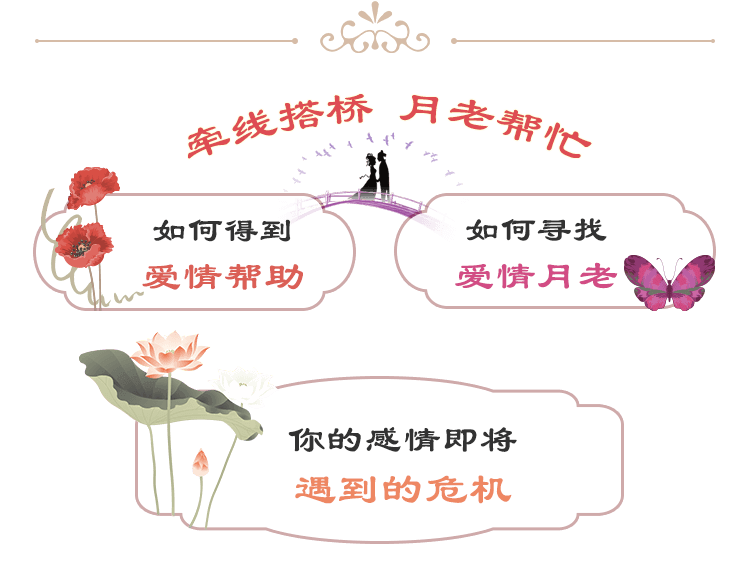 牵线搭桥 月老帮忙
如何得到
爱情帮助
如何寻找
爱情月老
你的感情即将
遇到的危机